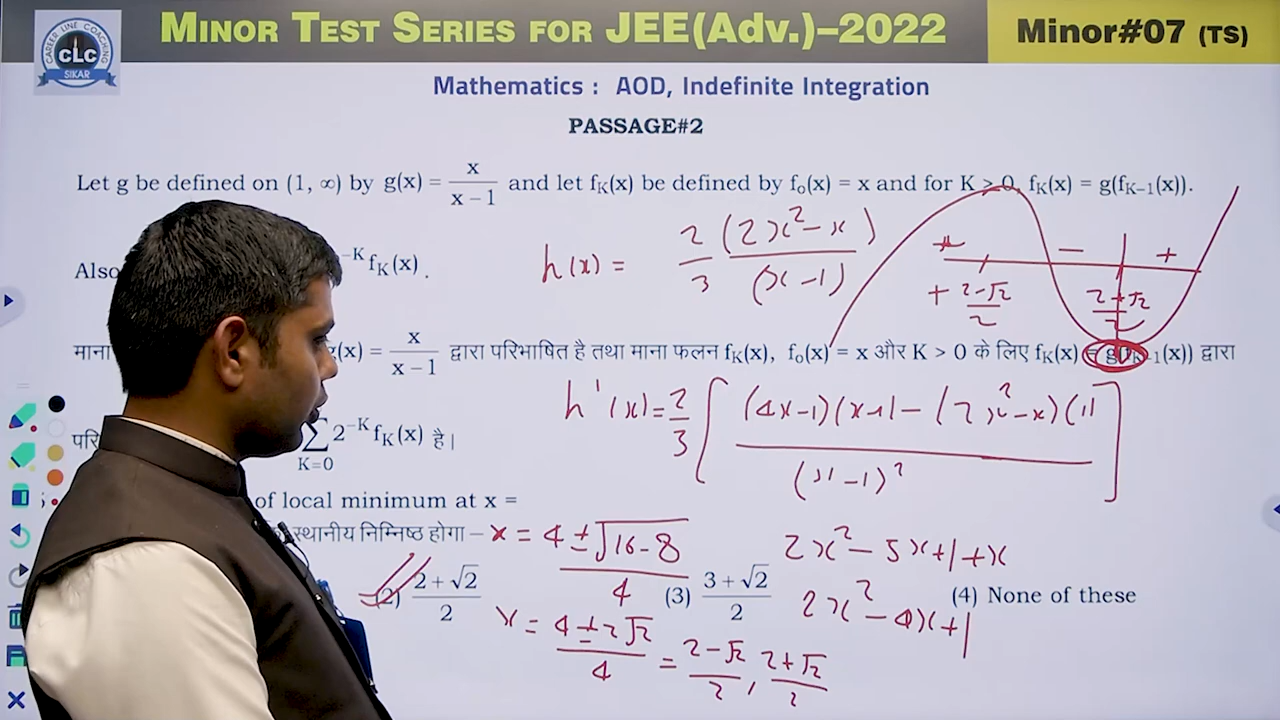 MINOR TEST SERIES FOR JEE(Adv.)–2022
Minor#07 (TS)
CAREER LINE COACHING
CLC
SIKAR
Mathematics : AOD, Indefinite Integration
PASSAGE#2
Let g be defined on (1, ∞) by g(x) = x/(x − 1) and let f_K(x) be defined by f_o(x) = x and for K > 0, f_K(x) = g(f_{K−1}(x)).
h(x) = 2/3 (2x² − x)/(x − 1)
+ − +
+ (2−√2)/2 (2+√2)/2
Also −K f_K(x) .
माना (x) = x/(x − 1) द्वारा परिभाषित है तथा माना फलन f_K(x), f_o(x) = x और K > 0 के लिए f_K(x) (x)) द्वारा
h'(x) = 2/3 [ ((4x−1)(x−1) − (2x²−x)(1))/(x−1)² ]
परि ∑_{K=0} 2^{−K} f_K(x) है।
of local minimum at x =
स्थानीय निम्निष्ठ होगा –
x = (4 ± √(16−8))/4
2x² − 5x + 1 + x
(2) (2 + √2)/2 (3) (3 + √2)/2 (4) None of these
2x² − 4x + 1
x = (4 ± 2√2)/4 = (2−√2)/2, (2+√2)/2